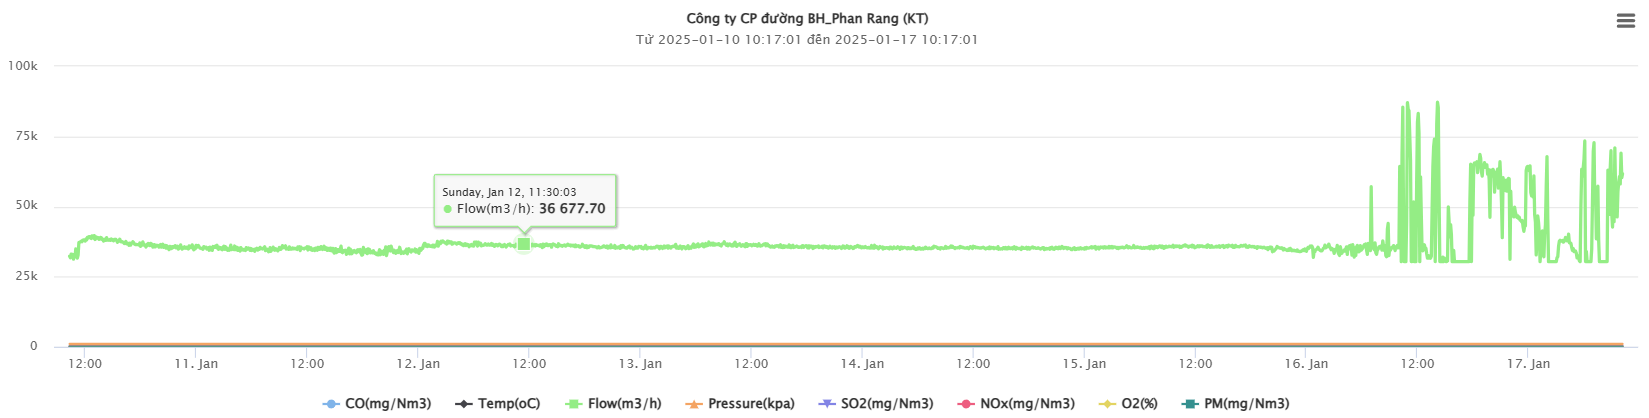 Công ty CP đường BH_Phan Rang (KT)
Từ 2025-01-10 10:17:01 đến 2025-01-17 10:17:01
100k
75k
50k
25k
0
Sunday, Jan 12, 11:30:03
Flow(m3/h): 36 677.70
12:00 11. Jan 12:00 12. Jan 12:00 13. Jan 12:00 14. Jan 12:00 15. Jan 12:00 16. Jan 12:00 17. Jan
CO(mg/Nm3) Temp(oC) Flow(m3/h) Pressure(kpa) SO2(mg/Nm3) NOx(mg/Nm3) O2(%) PM(mg/Nm3)